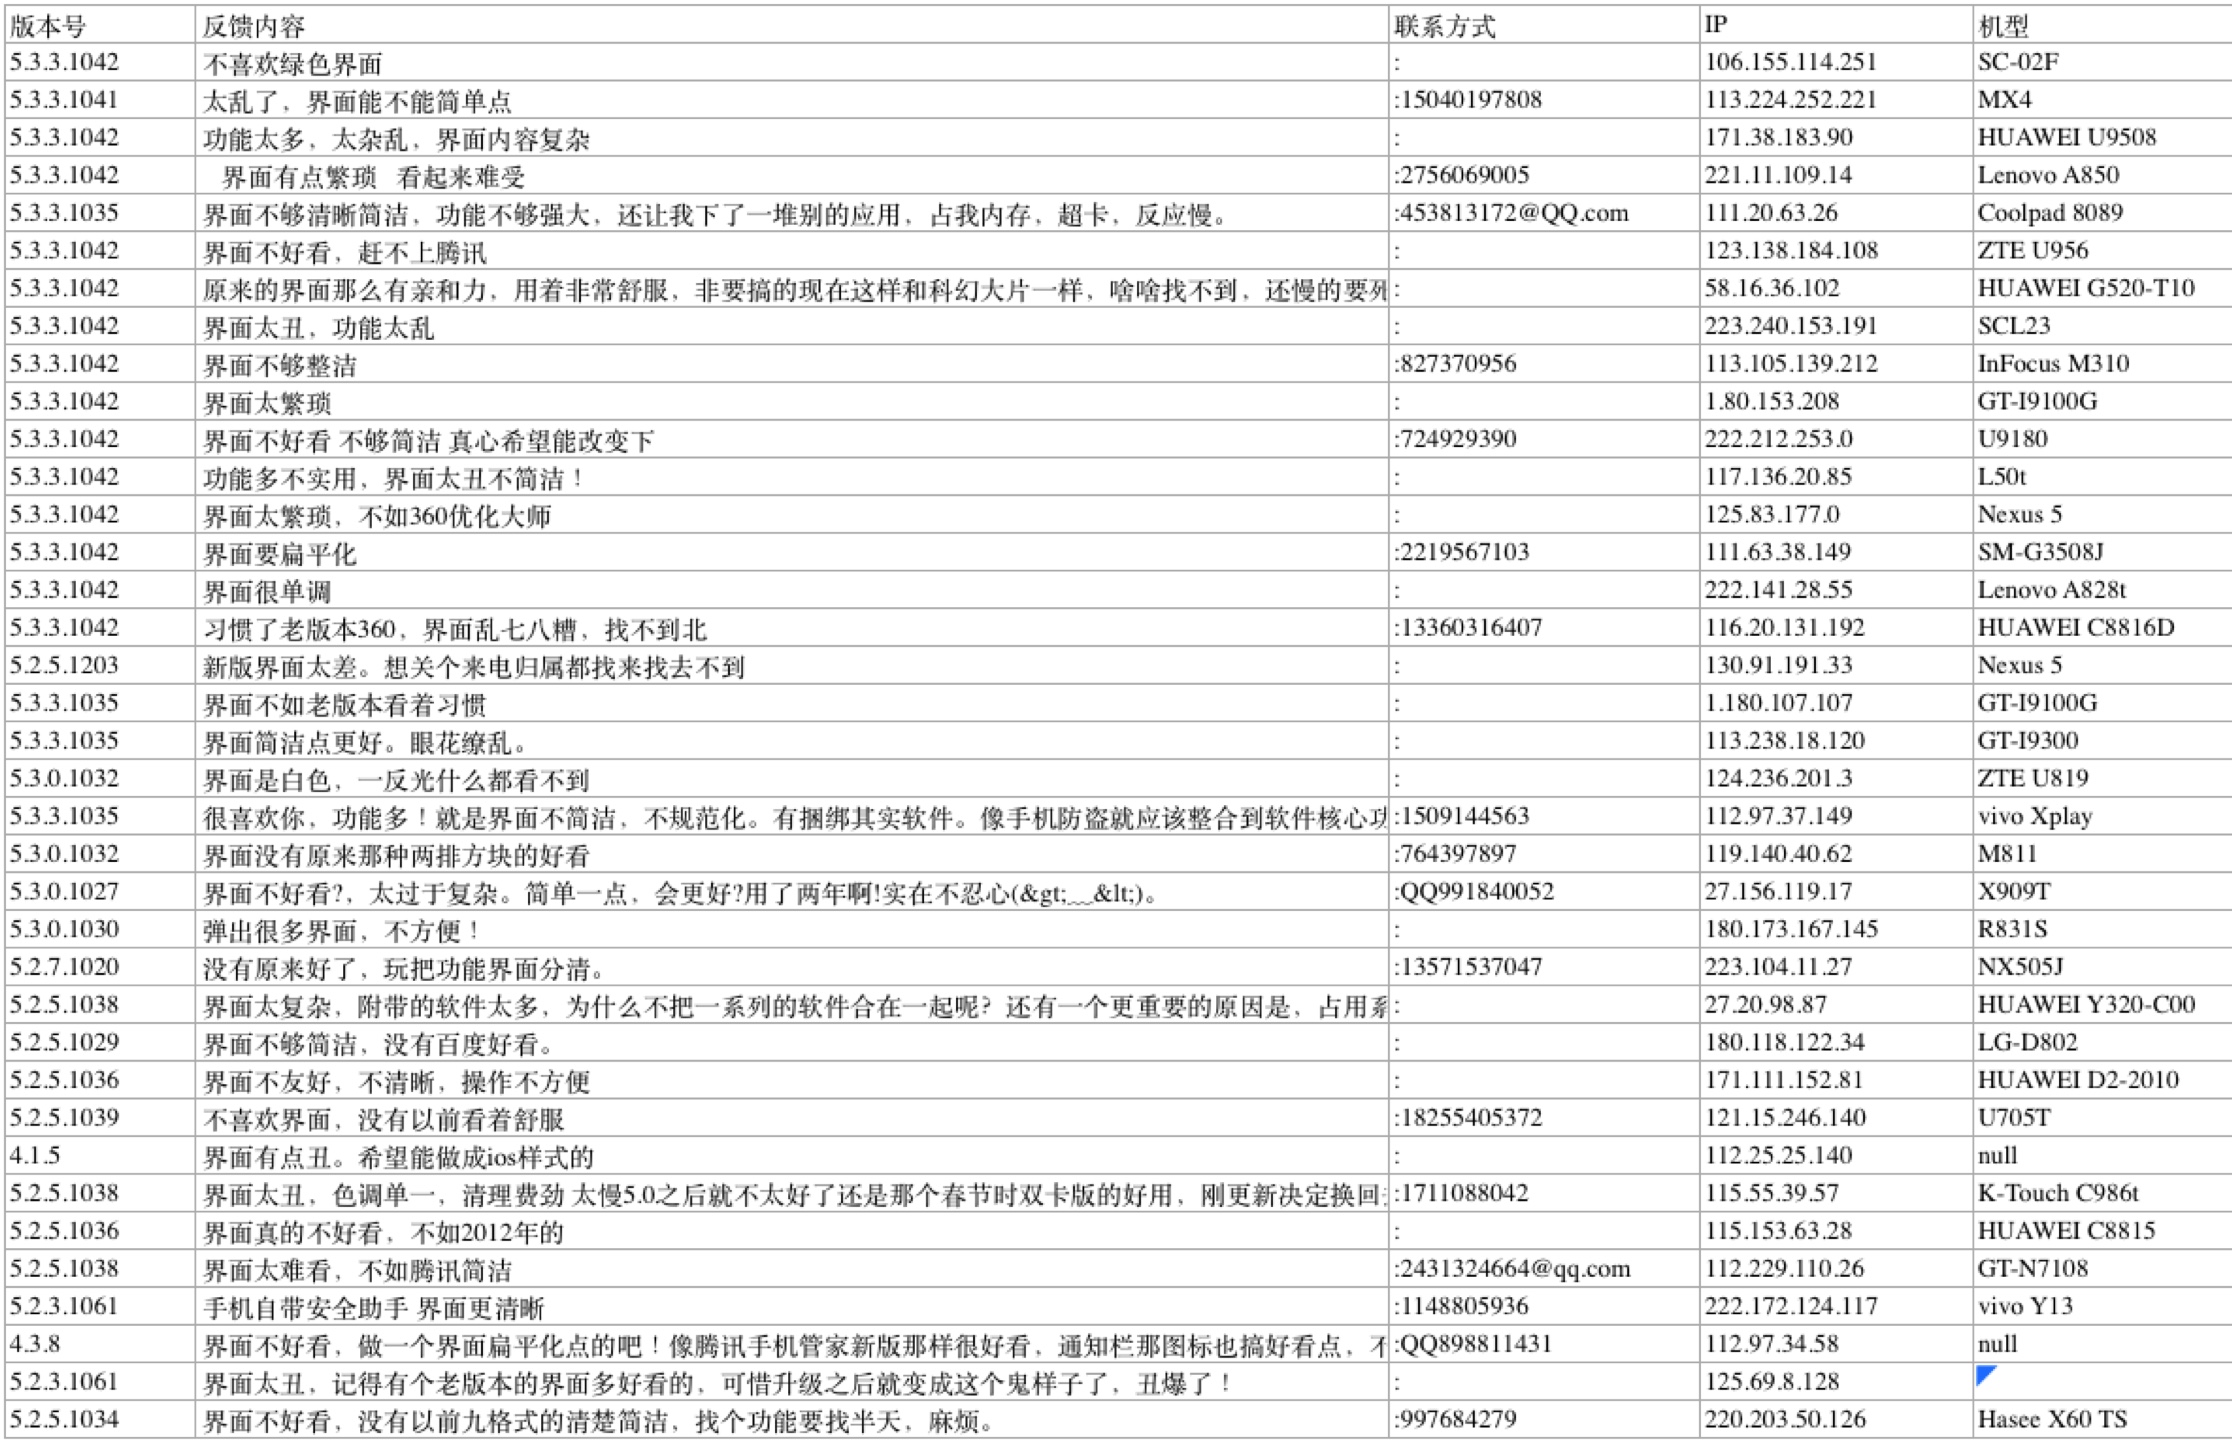 版本号 反馈内容 联系方式 IP 机型
5.3.3.1042 不喜欢绿色界面 : 106.155.114.251 SC-02F
5.3.3.1041 太乱了，界面能不能简单点 :15040197808 113.224.252.221 MX4
5.3.3.1042 功能太多，太杂乱，界面内容复杂 : 171.38.183.90 HUAWEI U9508
5.3.3.1042 界面有点繁琐 看起来难受 :2756069005 221.11.109.14 Lenovo A850
5.3.3.1035 界面不够清晰简洁，功能不够强大，还让我下了一堆别的应用，占我内存，超卡，反应慢。 :453813172@QQ.com 111.20.63.26 Coolpad 8089
5.3.3.1042 界面不好看，赶不上腾讯 : 123.138.184.108 ZTE U956
5.3.3.1042 原来的界面那么有亲和力，用着非常舒服，非要搞的现在这样和科幻大片一样，啥啥找不到，还慢的要死 : 58.16.36.102 HUAWEI G520-T10
5.3.3.1042 界面太丑，功能太乱 : 223.240.153.191 SCL23
5.3.3.1042 界面不够整洁 :827370956 113.105.139.212 InFocus M310
5.3.3.1042 界面太繁琐 : 1.80.153.208 GT-I9100G
5.3.3.1042 界面不好看 不够简洁 真心希望能改变下 :724929390 222.212.253.0 U9180
5.3.3.1042 功能多不实用，界面太丑不简洁！ : 117.136.20.85 L50t
5.3.3.1042 界面太繁琐，不如360优化大师 : 125.83.177.0 Nexus 5
5.3.3.1042 界面要扁平化 :2219567103 111.63.38.149 SM-G3508J
5.3.3.1042 界面很单调 : 222.141.28.55 Lenovo A828t
5.3.3.1042 习惯了老版本360，界面乱七八糟，找不到北 :13360316407 116.20.131.192 HUAWEI C8816D
5.2.5.1203 新版界面太差。想关个来电归属都找来找去不到 : 130.91.191.33 Nexus 5
5.3.3.1035 界面不如老版本看着习惯 : 1.180.107.107 GT-I9100G
5.3.3.1035 界面简洁点更好。眼花缭乱。 : 113.238.18.120 GT-I9300
5.3.0.1032 界面是白色，一反光什么都看不到 : 124.236.201.3 ZTE U819
5.3.3.1035 很喜欢你，功能多！就是界面不简洁，不规范化。有捆绑其实软件。像手机防盗就应该整合到软件核心功 :1509144563 112.97.37.149 vivo Xplay
5.3.0.1032 界面没有原来那种两排方块的好看 :764397897 119.140.40.62 M811
5.3.0.1027 界面不好看?，太过于复杂。简单一点，会更好?用了两年啊!实在不忍心(&gt;﹏&lt;)。 :QQ991840052 27.156.119.17 X909T
5.3.0.1030 弹出很多界面，不方便！ : 180.173.167.145 R831S
5.2.7.1020 没有原来好了，玩把功能界面分清。 :13571537047 223.104.11.27 NX505J
5.2.5.1038 界面太复杂，附带的软件太多，为什么不把一系列的软件合在一起呢？还有一个更重要的原因是，占用系 : 27.20.98.87 HUAWEI Y320-C00
5.2.5.1029 界面不够简洁，没有百度好看。 : 180.118.122.34 LG-D802
5.2.5.1036 界面不友好，不清晰，操作不方便 : 171.111.152.81 HUAWEI D2-2010
5.2.5.1039 不喜欢界面，没有以前看着舒服 :18255405372 121.15.246.140 U705T
4.1.5 界面有点丑。希望能做成ios样式的 : 112.25.25.140 null
5.2.5.1038 界面太丑，色调单一，清理费劲 太慢5.0之后就不太好了还是那个春节时双卡版的好用，刚更新决定换回 :1711088042 115.55.39.57 K-Touch C986t
5.2.5.1036 界面真的不好看，不如2012年的 : 115.153.63.28 HUAWEI C8815
5.2.5.1038 界面太难看，不如腾讯简洁 :2431324664@qq.com 112.229.110.26 GT-N7108
5.2.3.1061 手机自带安全助手 界面更清晰 :1148805936 222.172.124.117 vivo Y13
4.3.8 界面不好看，做一个界面扁平化点的吧！像腾讯手机管家新版那样很好看，通知栏那图标也搞好看点，不 :QQ898811431 112.97.34.58 null
5.2.3.1061 界面太丑，记得有个老版本的界面多好看的，可惜升级之后就变成这个鬼样子了，丑爆了！ : 125.69.8.128
5.2.5.1034 界面不好看，没有以前九格式的清楚简洁，找个功能要找半天，麻烦。 :997684279 220.203.50.126 Hasee X60 TS